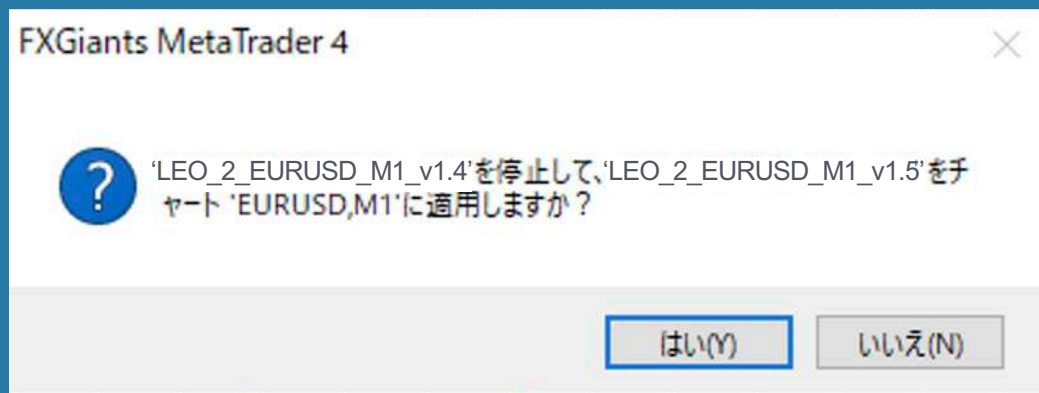 FXGiants MetaTrader 4
‘LEO_2_EURUSD_M1_v1.4’を停止して、‘LEO_2_EURUSD_M1_v1.5’をチ
ャート 'EURUSD,M1'に適用しますか？
はい(Y)
いいえ(N)